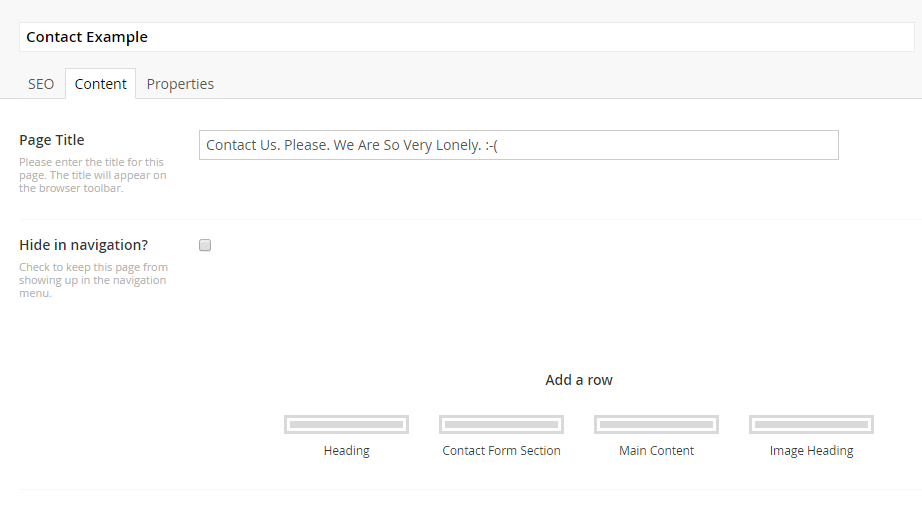 Contact Example
SEO
Content
Properties
Page Title
Contact Us. Please. We Are So Very Lonely. :-(
Please enter the title for this
page. The title will appear on
the browser toolbar.
Hide in navigation?
Check to keep this page from
showing up in the navigation
menu.
Add a row
Heading
Contact Form Section
Main Content
Image Heading